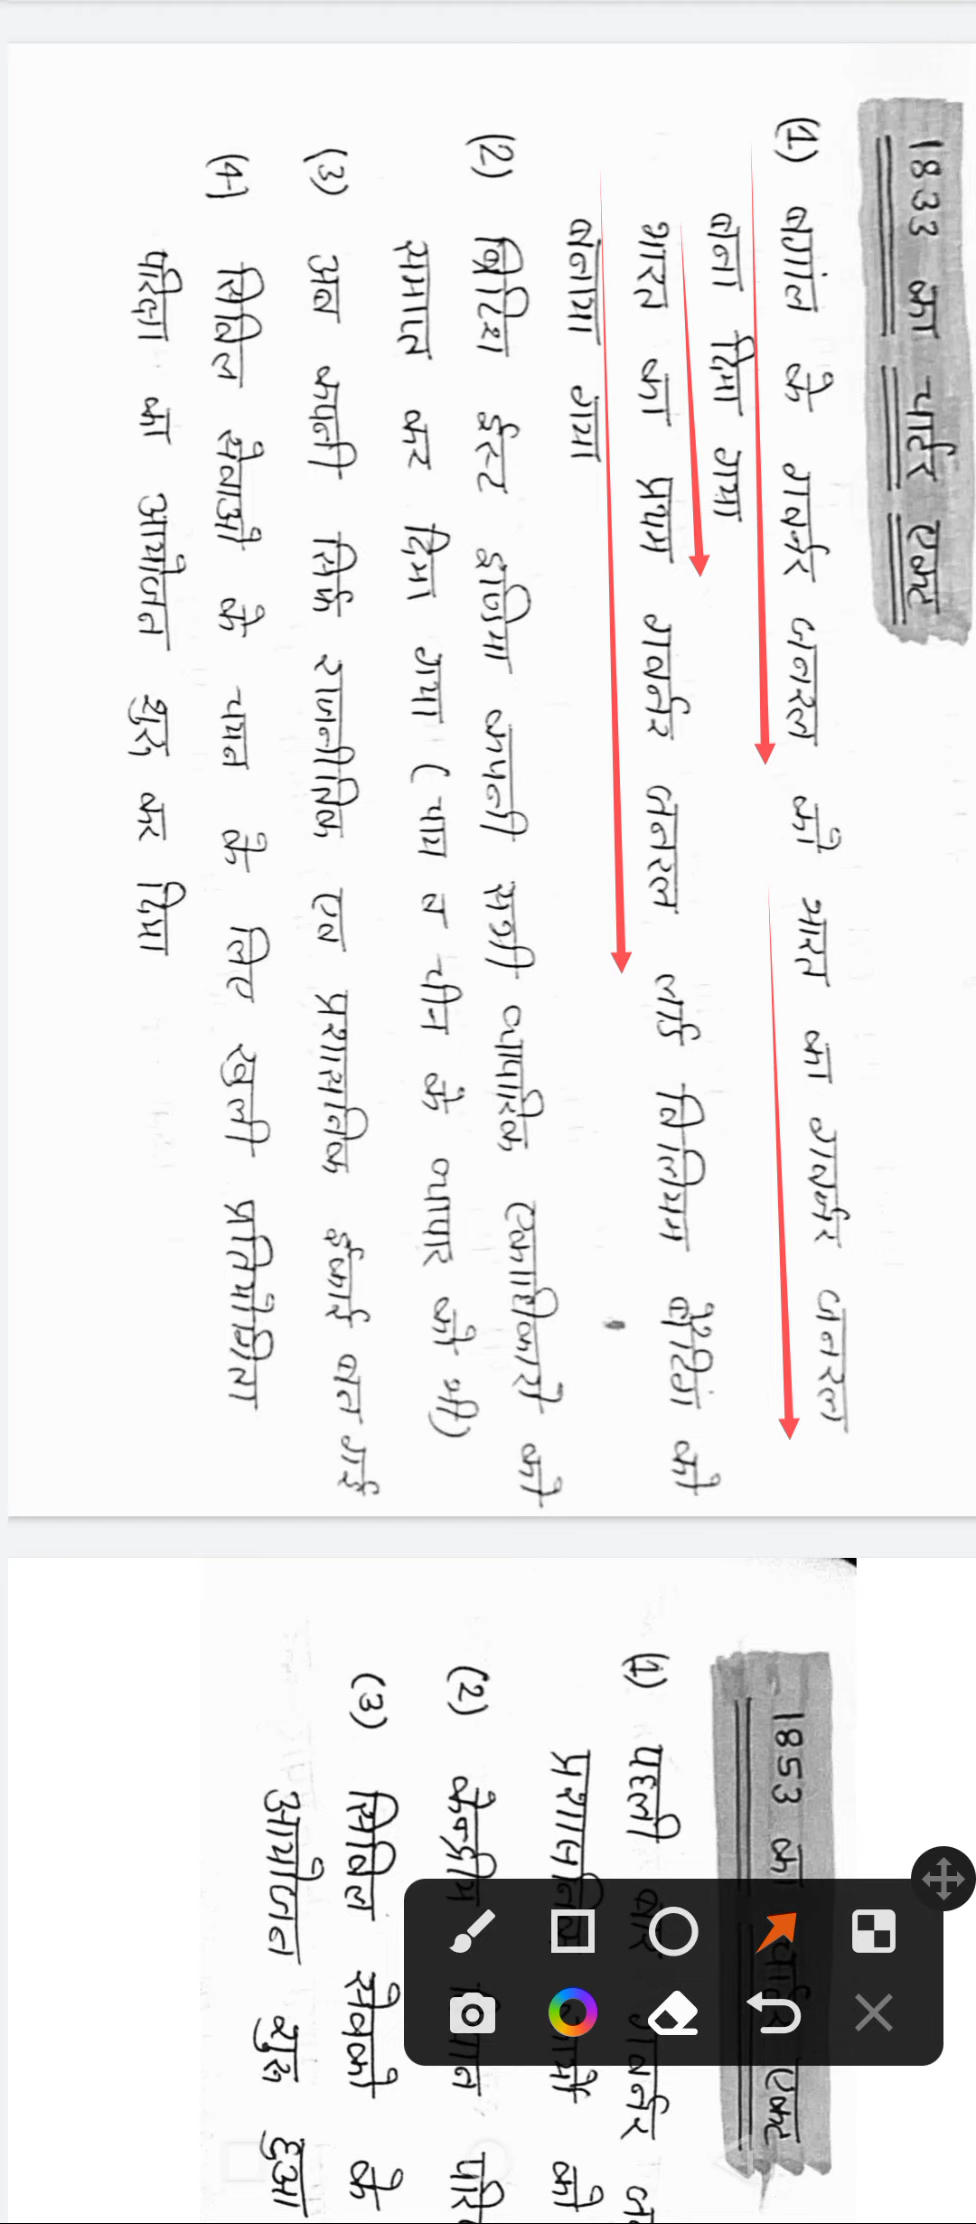 1833 का चार्टर एक्ट
(1) बगांल के गवर्नर जनरल को भारत का गवर्नर जनरल
बना दिया गया
भारत का प्रथम गवर्नर जनरल लार्ड विलियम बैंटिग को
बनाया गया
(2) ब्रिटिश ईस्ट इण्डिया कम्पनी सभी व्यापारिक एकाधिकारो को
समाप्त कर दिया गया (चाय व चीन के व्यापार को भी)
(3) अब कंपनी सिर्फ राजनीतिक एव प्रशासनिक ईकाई बन गई
(4) सिविल सेवाओ के चयन के लिए खुली प्रतियोगिता
परिक्षा का आयोजन शुरू कर दिया
1853 का चार्टर एक्ट
(1) पहली बार गवर्नर
प्रशासनिक को
(2) केन्द्रीय
(3) सिविल सेवको के
आयोजन शुरू हुआ